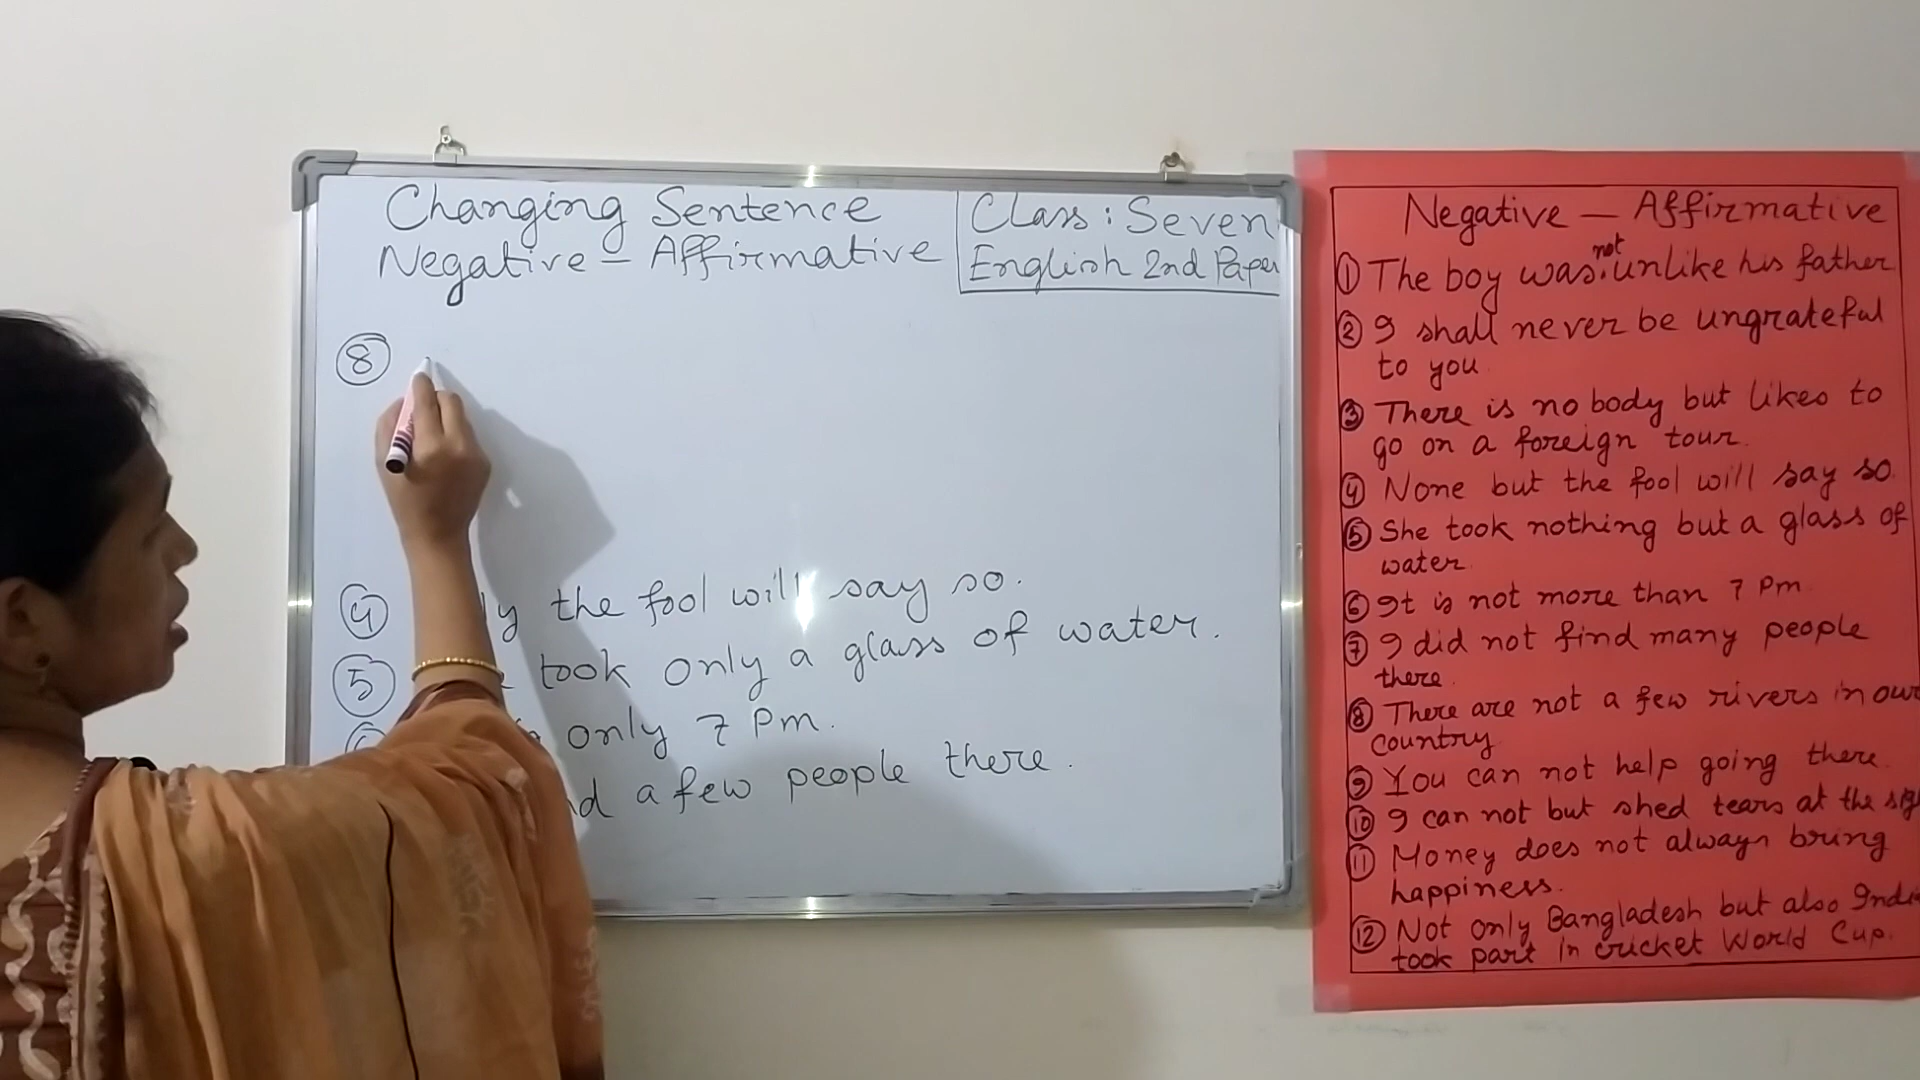 Changing Sentence
Negative – Affirmative
Class : Seven
English 2nd Paper
8
4 the fool will say so.
5 took only a glass of water.
only 7 Pm.
a few people there.
Negative — Affirmative
1 The boy was not unlike his father
2 I shall never be ungrateful
to you
3 There is nobody but likes to
go on a foreign tour.
4 None but the fool will say so.
5 She took nothing but a glass of
water.
6 It is not more than 7 Pm
7 I did not find many people
there.
8 There are not a few rivers in our
country.
9 You can not help going there.
10 I can not but shed tears at the
11 Money does not always bring
happiness.
12 Not only Bangladesh but also India
took part in cricket World Cup.